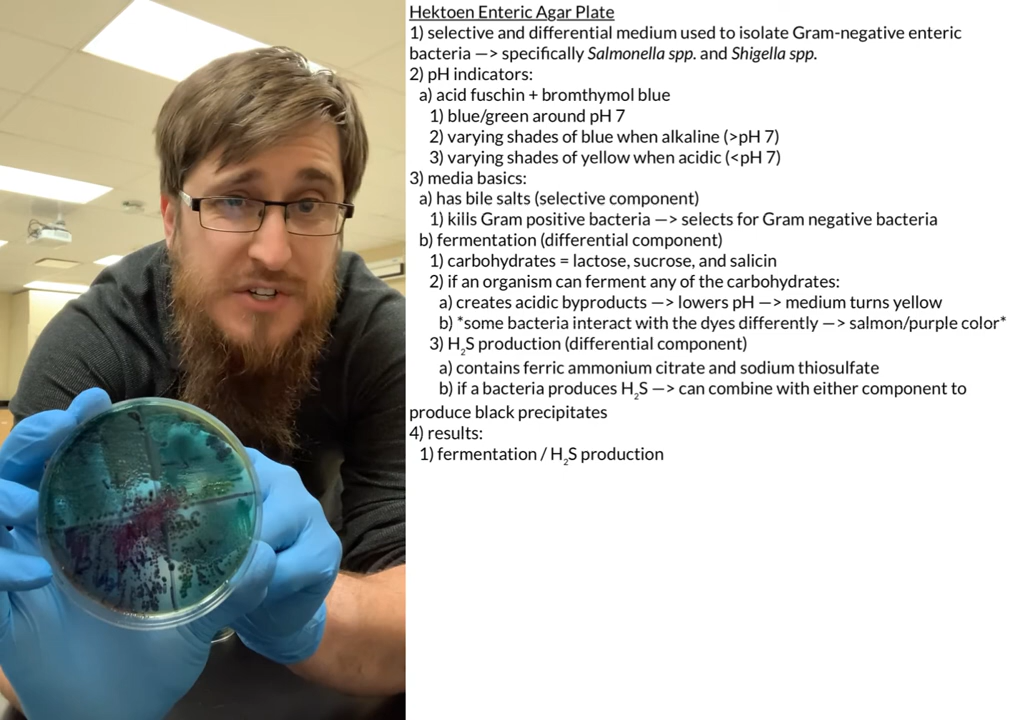 Hektoen Enteric Agar Plate
1) selective and differential medium used to isolate Gram-negative enteric
bacteria —> specifically Salmonella spp. and Shigella spp.
2) pH indicators:
a) acid fuschin + bromthymol blue
1) blue/green around pH 7
2) varying shades of blue when alkaline (>pH 7)
3) varying shades of yellow when acidic (<pH 7)
3) media basics:
a) has bile salts (selective component)
1) kills Gram positive bacteria —> selects for Gram negative bacteria
b) fermentation (differential component)
1) carbohydrates = lactose, sucrose, and salicin
2) if an organism can ferment any of the carbohydrates:
a) creates acidic byproducts —> lowers pH —> medium turns yellow
b) *some bacteria interact with the dyes differently —> salmon/purple color*
3) H₂S production (differential component)
a) contains ferric ammonium citrate and sodium thiosulfate
b) if a bacteria produces H₂S —> can combine with either component to
produce black precipitates
4) results:
1) fermentation / H₂S production